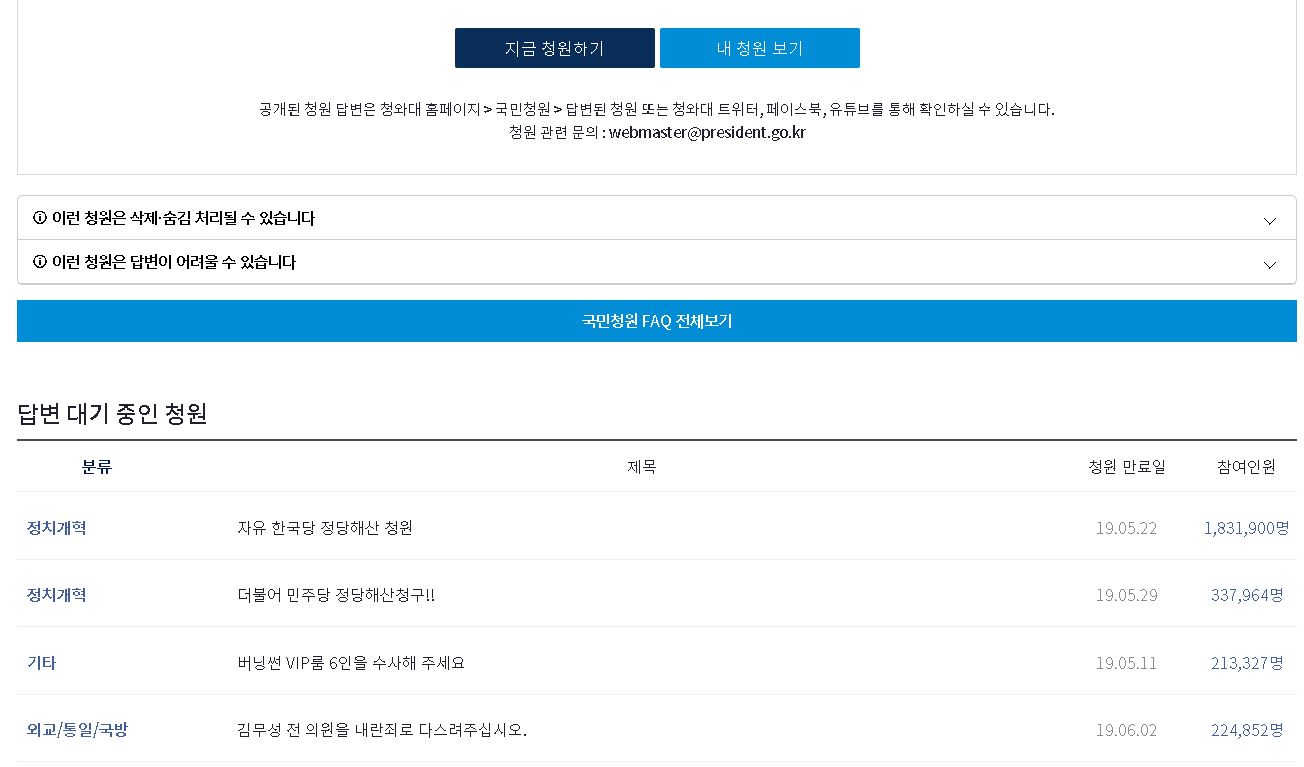 지금 청원하기 내 청원 보기
공개된 청원 답변은 청와대 홈페이지 > 국민청원 > 답변된 청원 또는 청와대 트위터, 페이스북, 유튜브를 통해 확인하실 수 있습니다.
청원 관련 문의 : webmaster@president.go.kr
이런 청원은 삭제·숨김 처리될 수 있습니다
이런 청원은 답변이 어려울 수 있습니다
국민청원 FAQ 전체보기
답변 대기 중인 청원
분류 제목 청원 만료일 참여인원
정치개혁 자유 한국당 정당해산 청원 19.05.22 1,831,900명
정치개혁 더불어 민주당 정당해산청구!! 19.05.29 337,964명
기타 버닝썬 VIP룸 6인을 수사해 주세요 19.05.11 213,327명
외교/통일/국방 김무성 전 의원을 내란죄로 다스려주십시오. 19.06.02 224,852명